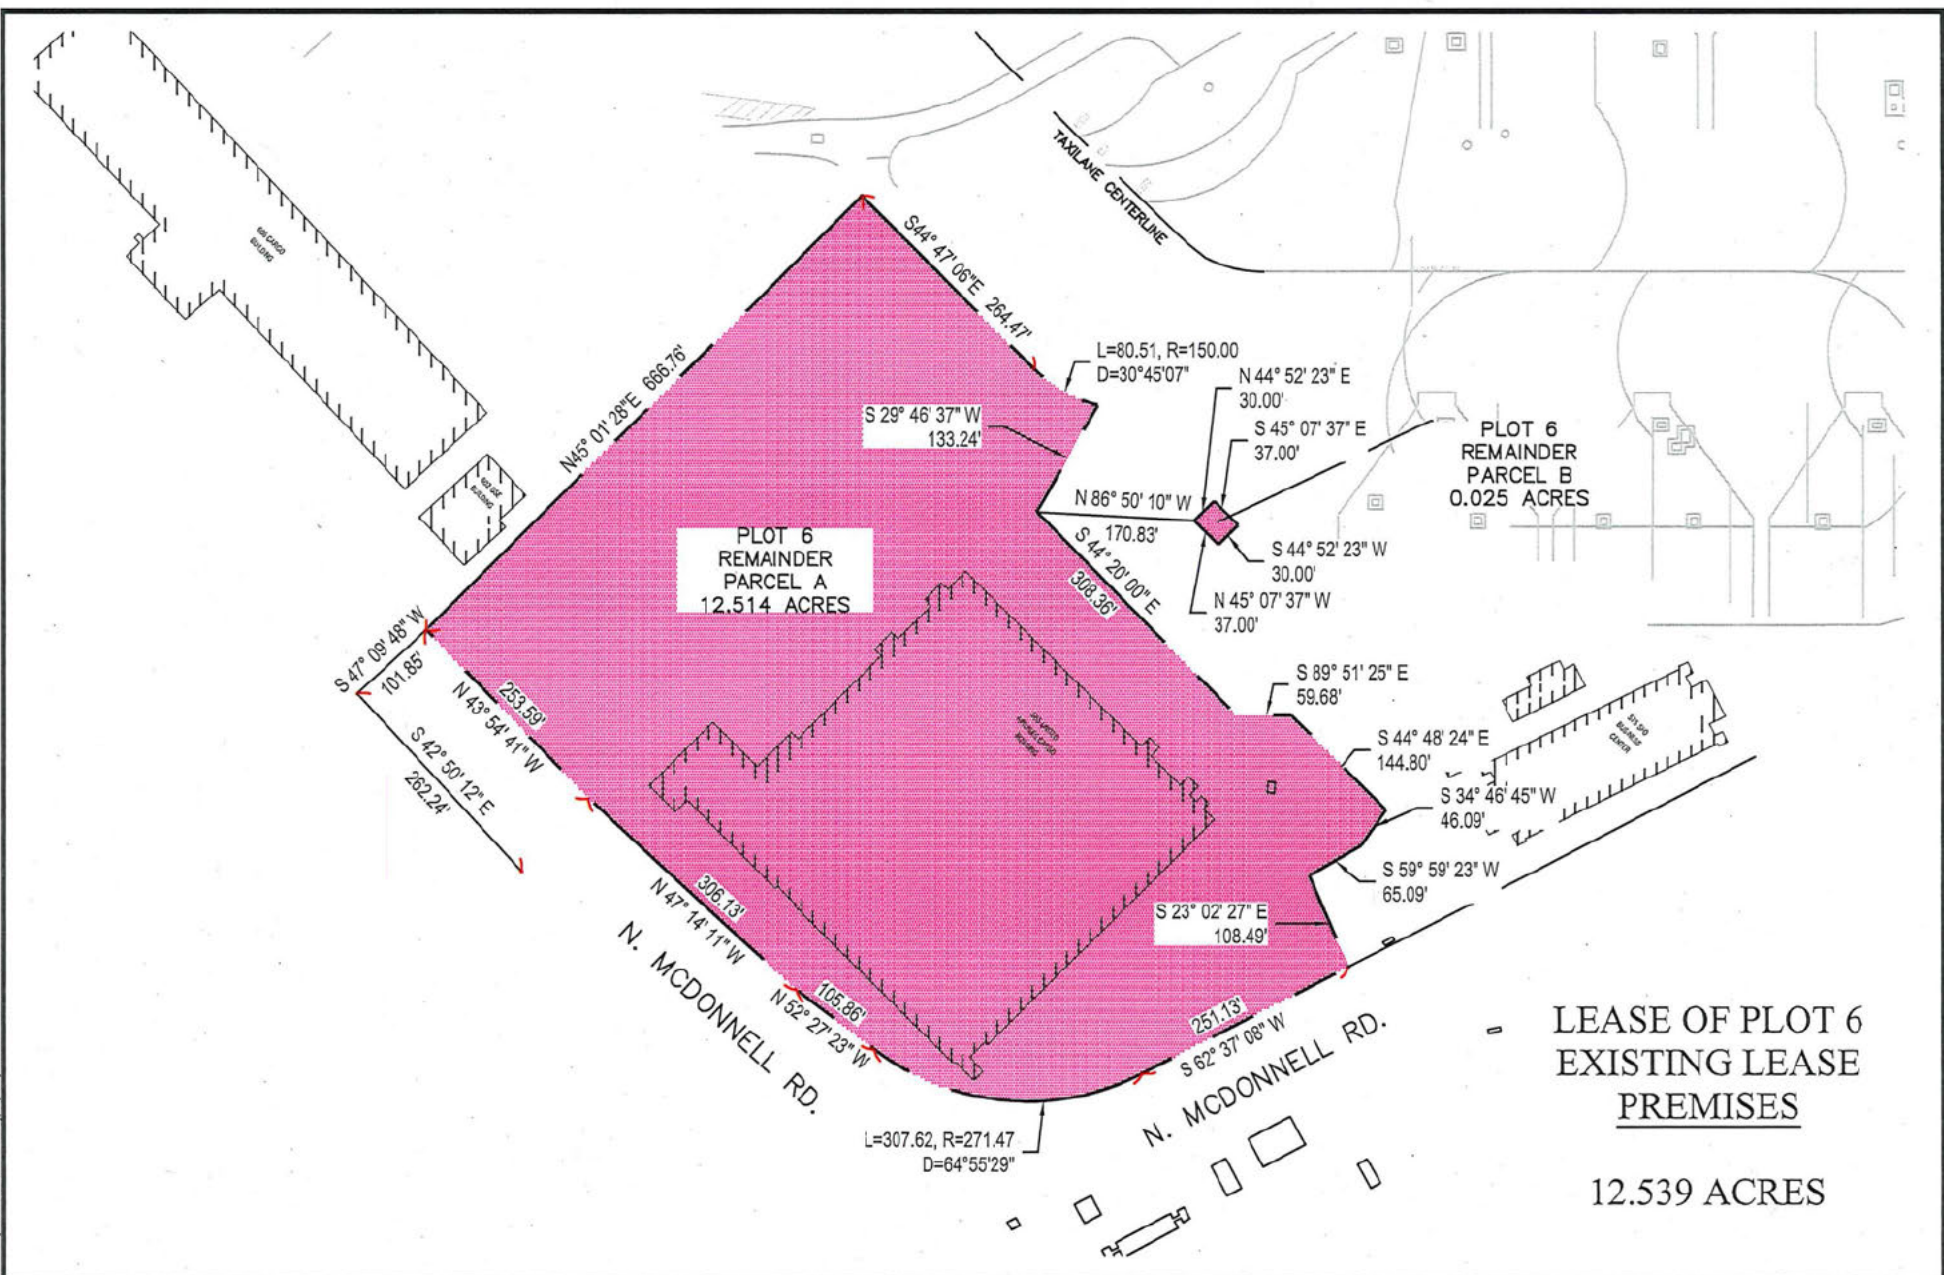 606 CARGO
BUILDING
BUILDING
TAXILANE CENTERLINE
S44° 47' 06"E 264.47'
N45° 01' 28"E 666.76'
L=80.51, R=150.00
D=30°45'07"
S 29° 46' 37" W
133.24'
N 44° 52' 23" E
30.00'
S 45° 07' 37" E
37.00'
PLOT 6
REMAINDER
PARCEL B
0.025 ACRES
N 86° 50' 10" W
170.83'
S 44° 52' 23" W
30.00'
N 45° 07' 37" W
37.00'
S 44° 20' 00" E
308.36'
PLOT 6
REMAINDER
PARCEL A
12.514 ACRES
S 47° 09' 48" W
101.85'
253.59'
N 43° 54' 41" W
S 42° 50' 12" E
262.24'
S 89° 51' 25" E
59.68'
S 44° 48' 24" E
144.80'
S 34° 46' 45" W
46.09'
S 59° 59' 23" W
65.09'
BUSINESS
CENTER
S 23° 02' 27" E
108.49'
306.13'
N 47° 14' 11" W
105.86'
N 52° 27' 23" W
N. MCDONNELL RD.
251.13'
S 62° 37' 08" W
N. MCDONNELL RD.
L=307.62, R=271.47
D=64°55'29"
LEASE OF PLOT 6
EXISTING LEASE
PREMISES
12.539 ACRES